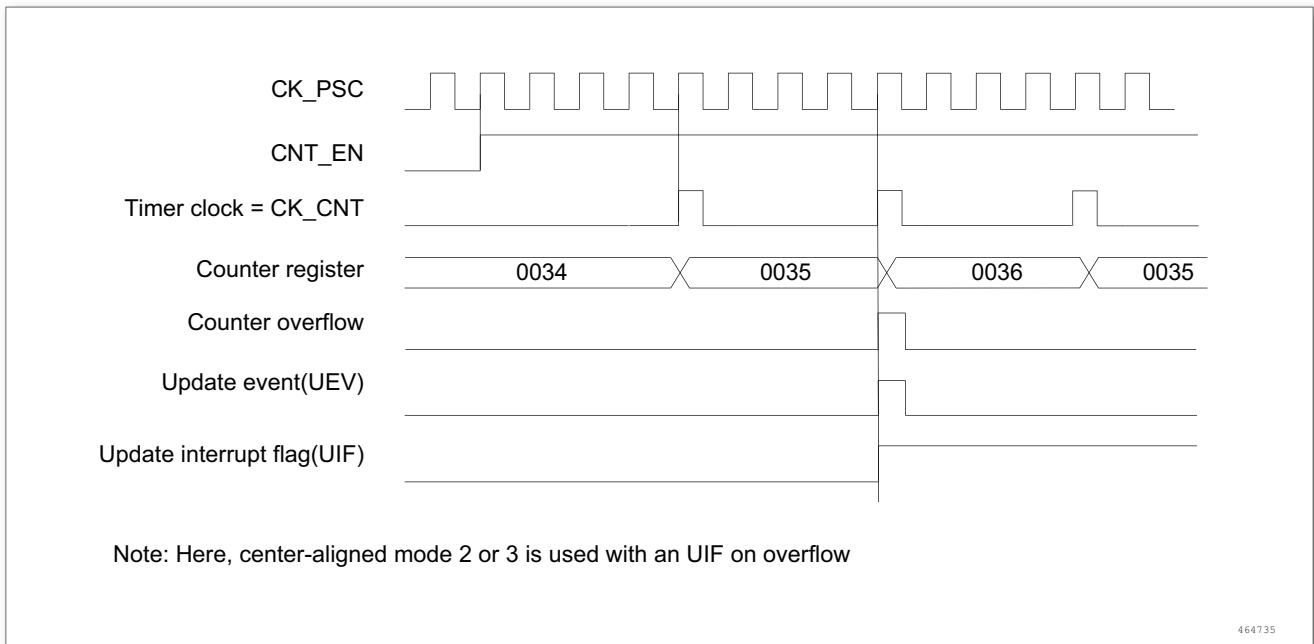 CK_PSC
CNT_EN
Timer clock = CK_CNT
Counter register 0034 0035 0036 0035
Counter overflow
Update event(UEV)
Update interrupt flag(UIF)
Note: Here, center-aligned mode 2 or 3 is used with an UIF on overflow
464735